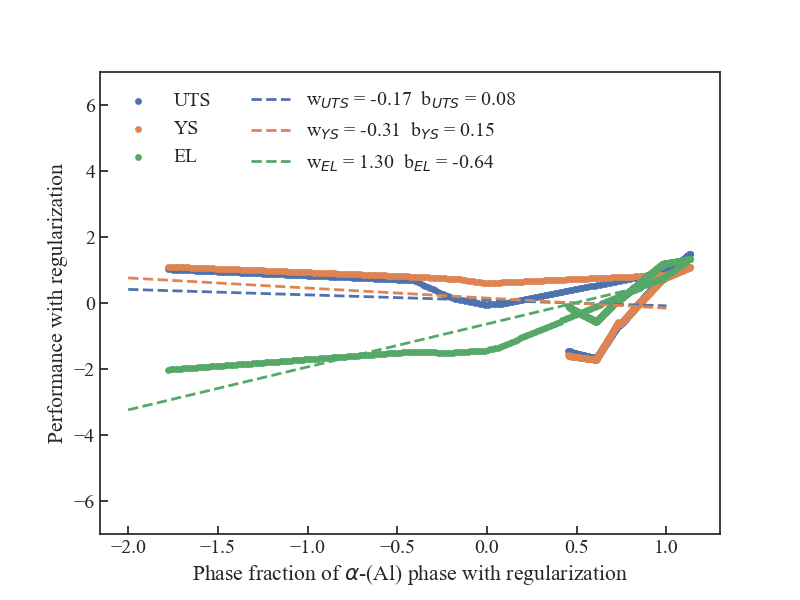 UTS
YS
EL
w_UTS = -0.17 b_UTS = 0.08
w_YS = -0.31 b_YS = 0.15
w_EL = 1.30 b_EL = -0.64
Performance with regularization
6
4
2
0
−2
−4
−6
−2.0 −1.5 −1.0 −0.5 0.0 0.5 1.0
Phase fraction of α-(Al) phase with regularization